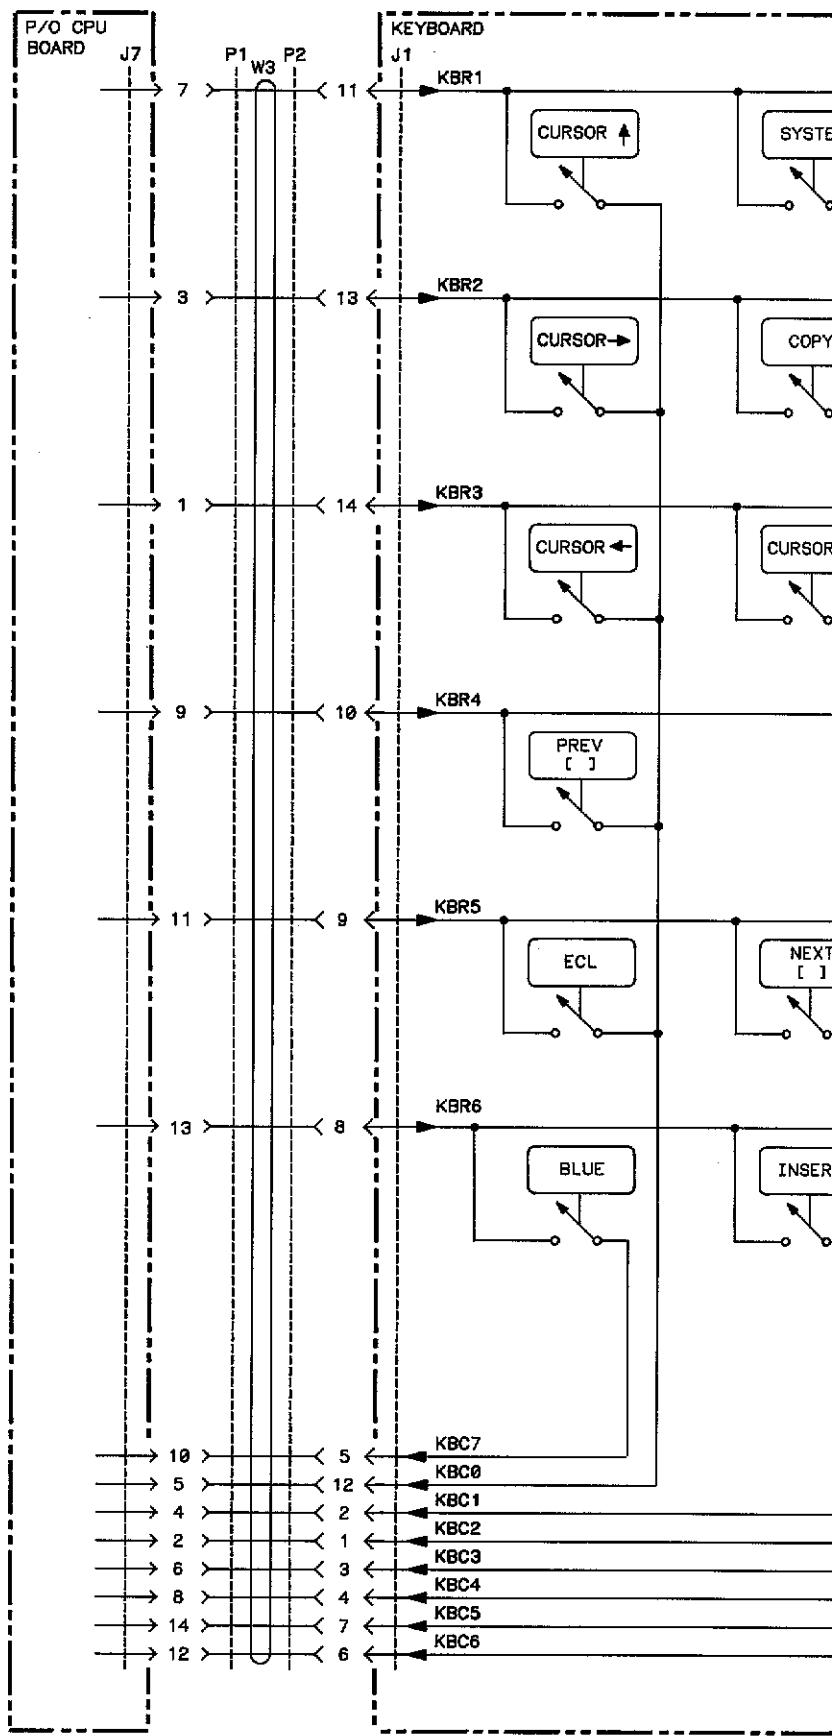 P/O CPU
BOARD
J7
P1
W3
P2
KEYBOARD
J1
7
11
KBR1
CURSOR ↑
SYSTE
3
13
KBR2
CURSOR→
COPY
1
14
KBR3
CURSOR ←
CURSOR
9
10
KBR4
PREV
[ ]
11
9
KBR5
ECL
NEXT
[ ]
13
8
KBR6
BLUE
INSER
10
5
KBC7
5
12
KBC0
4
2
KBC1
2
1
KBC2
6
3
KBC3
8
4
KBC4
14
7
KBC5
12
6
KBC6